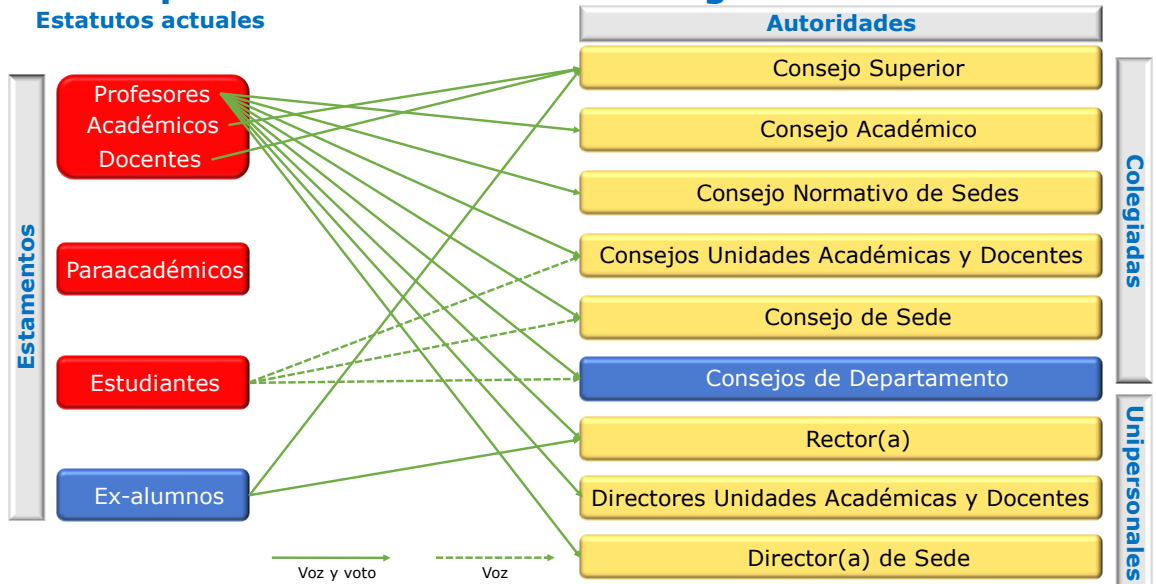 Estatutos actuales
Autoridades
Estamentos
Profesores
Académicos
Docentes
Paraacadémicos
Estudiantes
Ex-alumnos
Consejo Superior
Consejo Académico
Consejo Normativo de Sedes
Consejos Unidades Académicas y Docentes
Consejo de Sede
Consejos de Departamento
Rector(a)
Directores Unidades Académicas y Docentes
Director(a) de Sede
Colegiadas
Unipersonales
Voz y voto
Voz